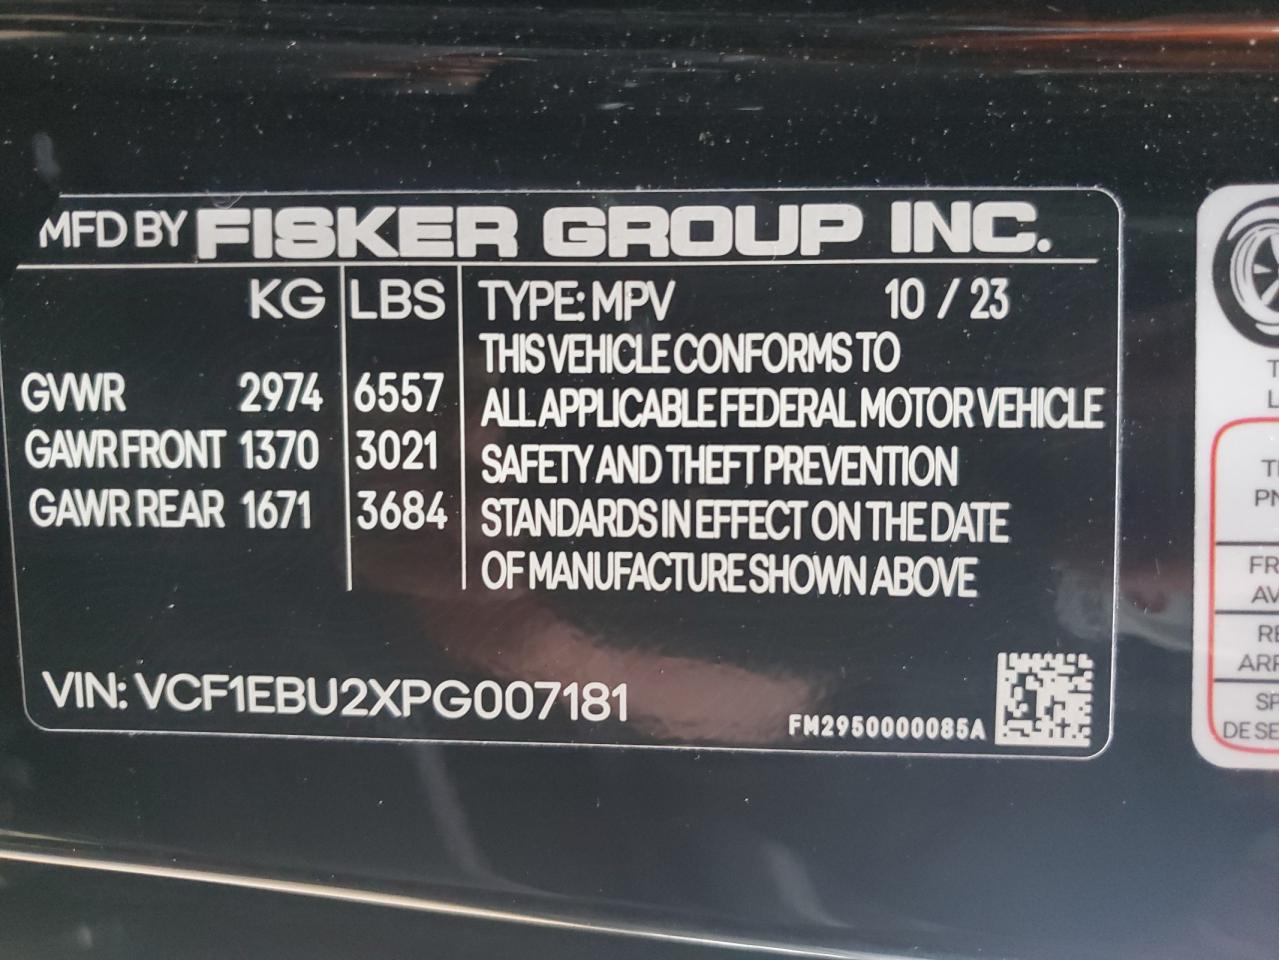 MFD BY FISKER GROUP INC.
KG LBS TYPE: MPV 10 / 23
THIS VEHICLE CONFORMS TO
GVWR 2974 6557 ALL APPLICABLE FEDERAL MOTOR VEHICLE
GAWR FRONT 1370 3021 SAFETY AND THEFT PREVENTION
GAWR REAR 1671 3684 STANDARDS IN EFFECT ON THE DATE
OF MANUFACTURE SHOWN ABOVE
VIN: VCF1EBU2XPG007181
FM2950000085A